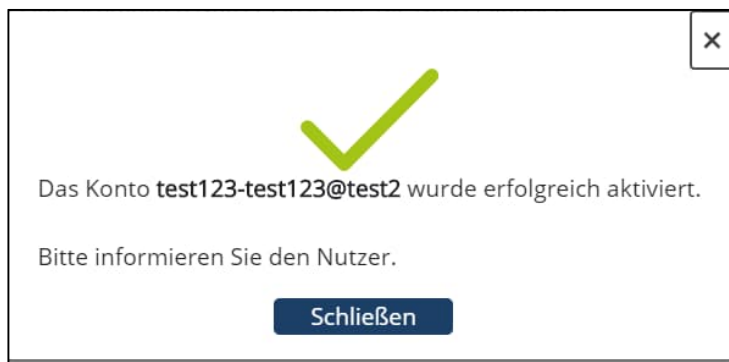 Das Konto test123-test123@test2 wurde erfolgreich aktiviert.
Bitte informieren Sie den Nutzer.
Schließen